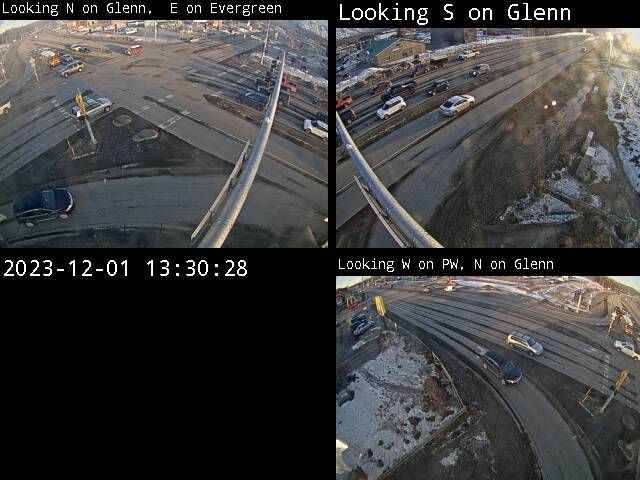 Looking N on Glenn,  E on Evergreen
Looking S on Glenn
2023-12-01 13:30:28
Looking W on PW, N on Glenn